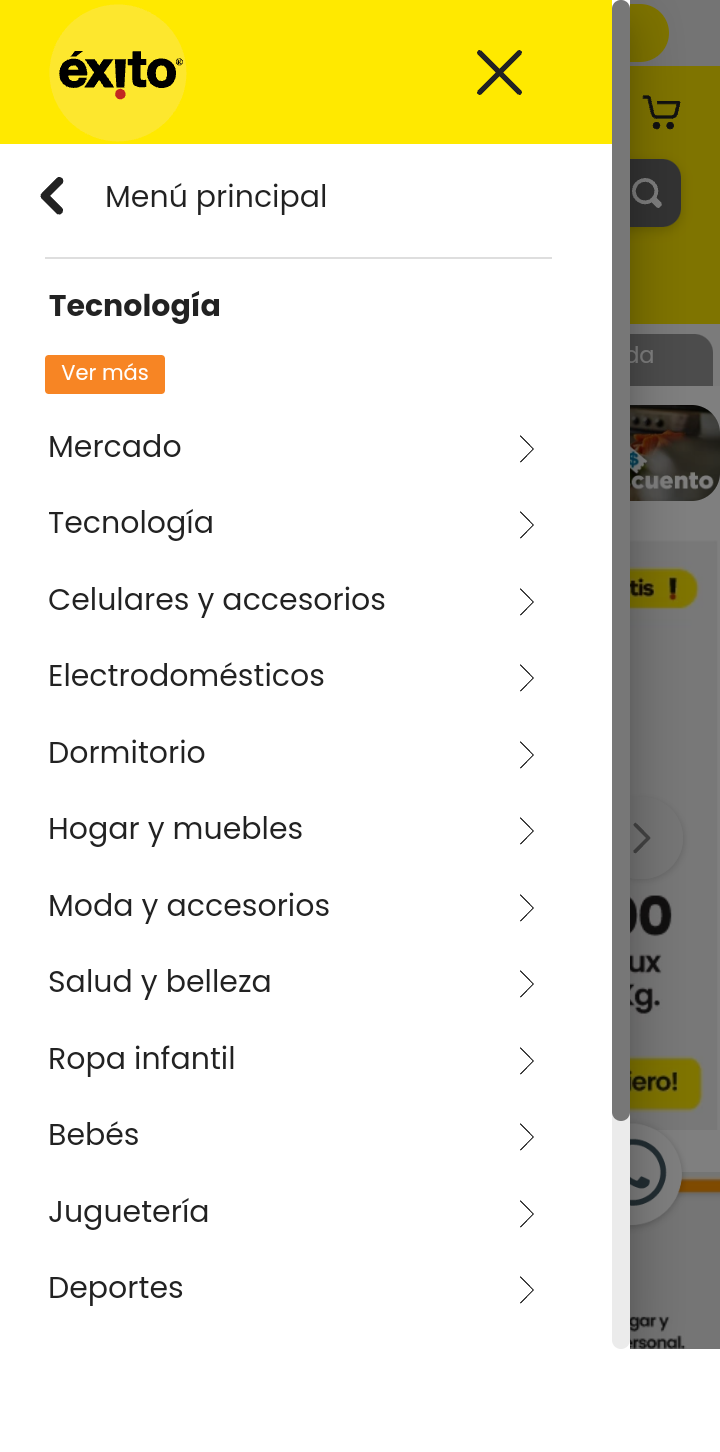 éxito®
Menú principal
Tecnología
Ver más
Mercado
Tecnología
Celulares y accesorios
Electrodomésticos
Dormitorio
Hogar y muebles
Moda y accesorios
Salud y belleza
Ropa infantil
Bebés
Juguetería
Deportes
da
cuento
tis !
00
ux
Kg.
iero!
gar y
ersonal.